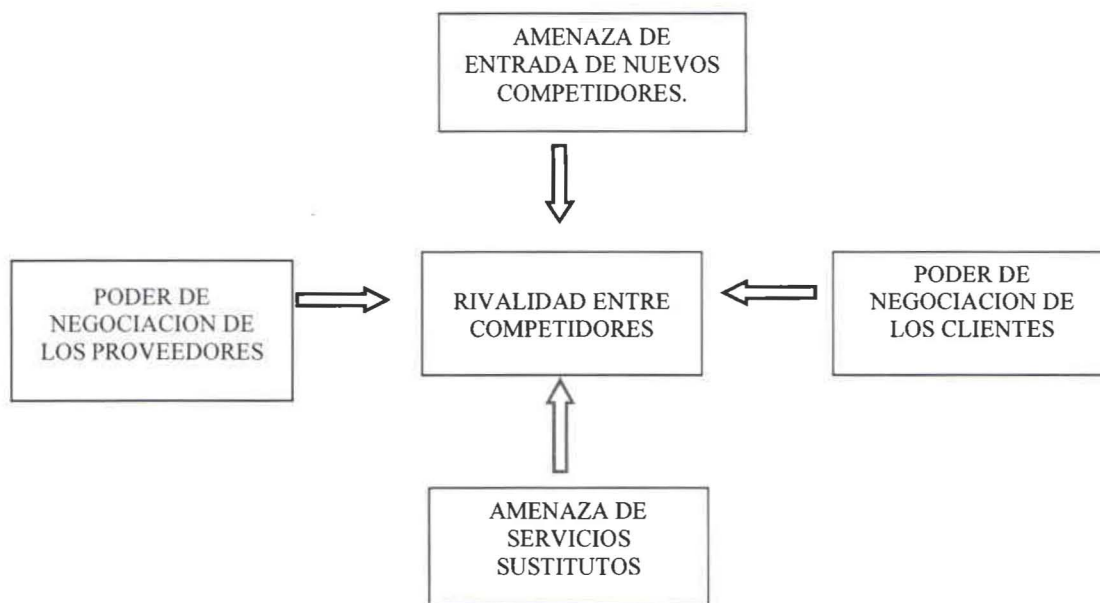 AMENAZA DE
ENTRADA DE NUEVOS
COMPETIDORES.
PODER DE
NEGOCIACION DE
LOS PROVEEDORES
RIVALIDAD ENTRE
COMPETIDORES
PODER DE
NEGOCIACION DE
LOS CLIENTES
AMENAZA DE
SERVICIOS
SUSTITUTOS